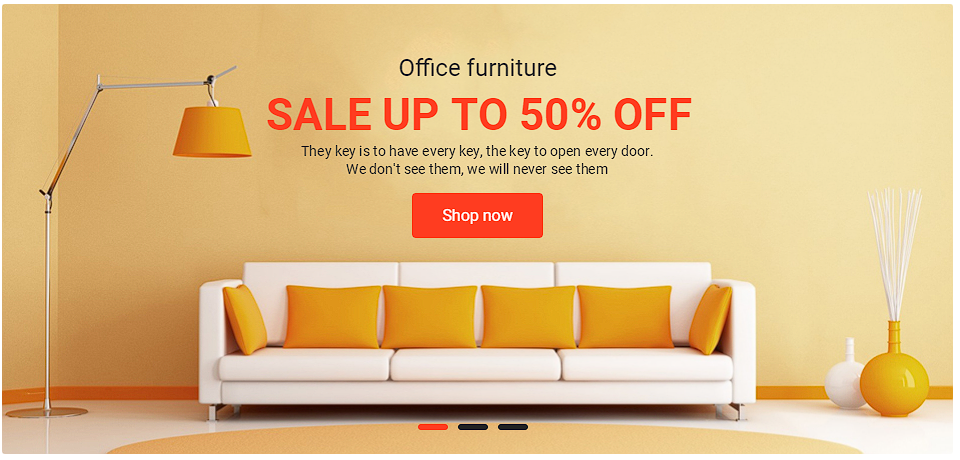 Office furniture
SALE UP TO 50% OFF
They key is to have every key, the key to open every door.
We don't see them, we will never see them
Shop now